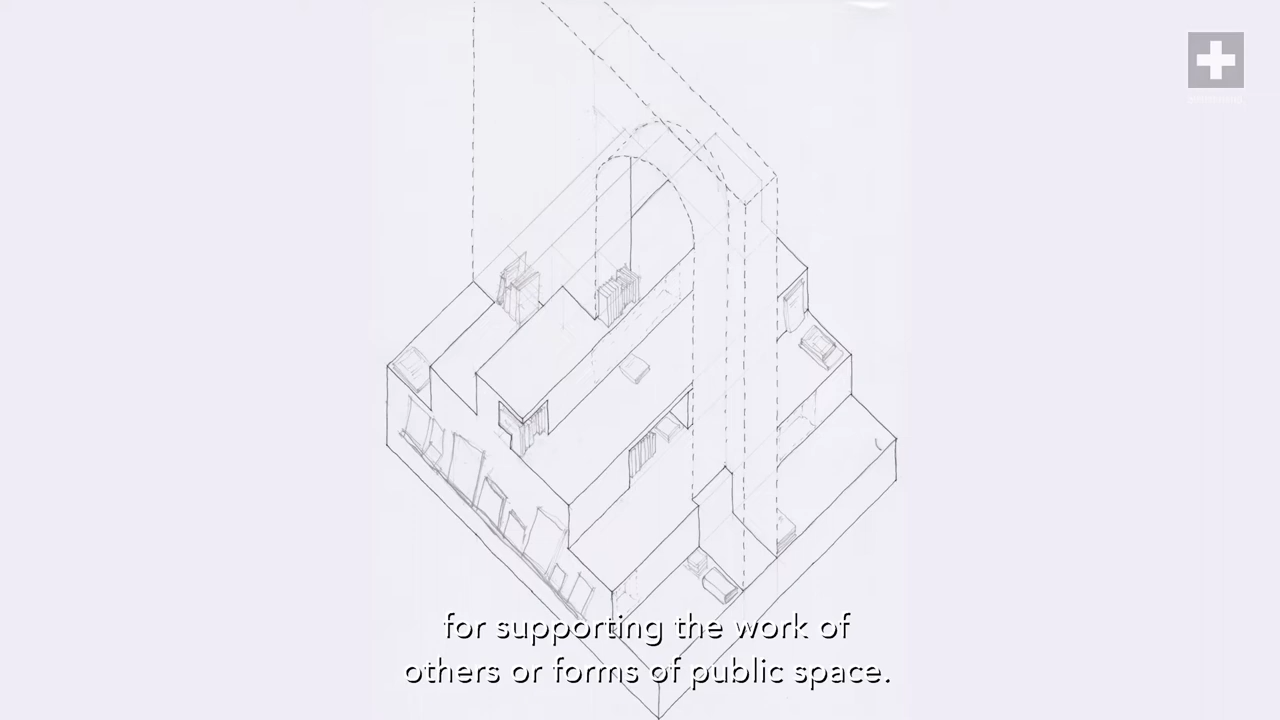 for supporting the work of
others or forms of public space.